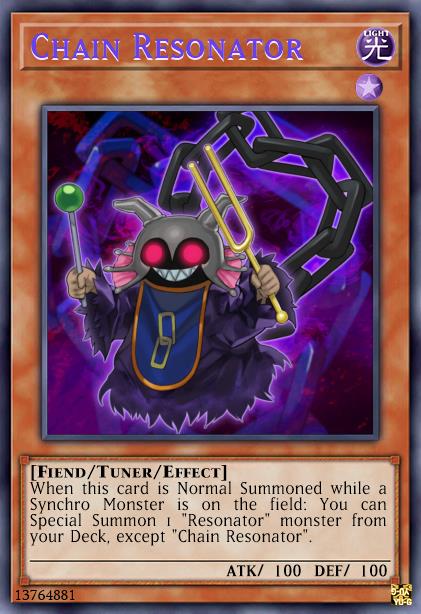 Chain Resonator
LIGHT
光
[Fiend/Tuner/Effect]
When this card is Normal Summoned while a
Synchro Monster is on the field: You can
Special Summon 1 "Resonator" monster from
your Deck, except "Chain Resonator".
ATK/ 100 DEF/ 100
13764881